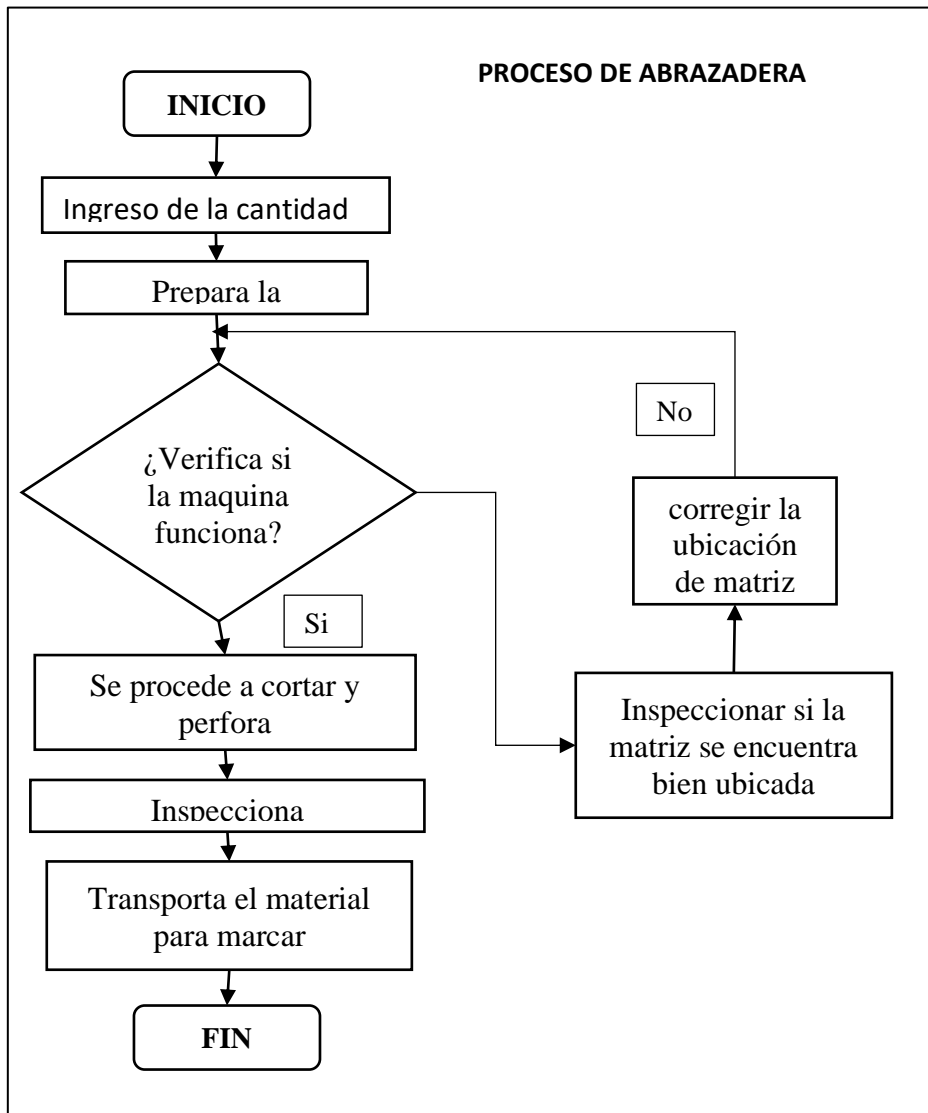 PROCESO DE ABRAZADERA
INICIO
Ingreso de la cantidad
Prepara la
¿Verifica si
la maquina
funciona?
No
corregir la
ubicación
de matriz
Si
Se procede a cortar y
perfora
Inspeccionar si la
matriz se encuentra
bien ubicada
Inspecciona
Transporta el material
para marcar
FIN